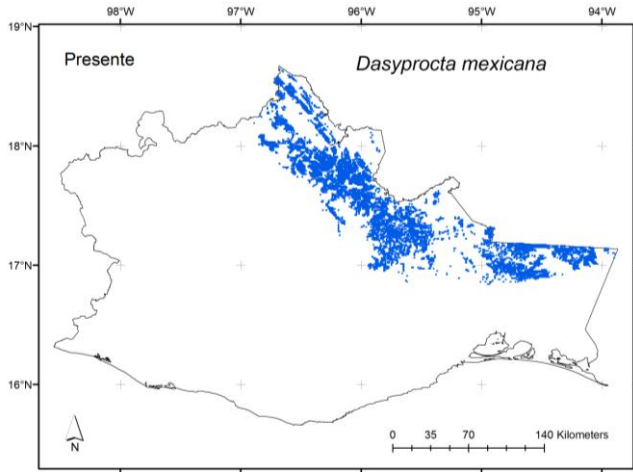 98°W 97°W 96°W 95°W 94°W
19°N
Presente Dasyprocta mexicana
18°N
17°N
16°N
0 35 70 140 Kilometers
N